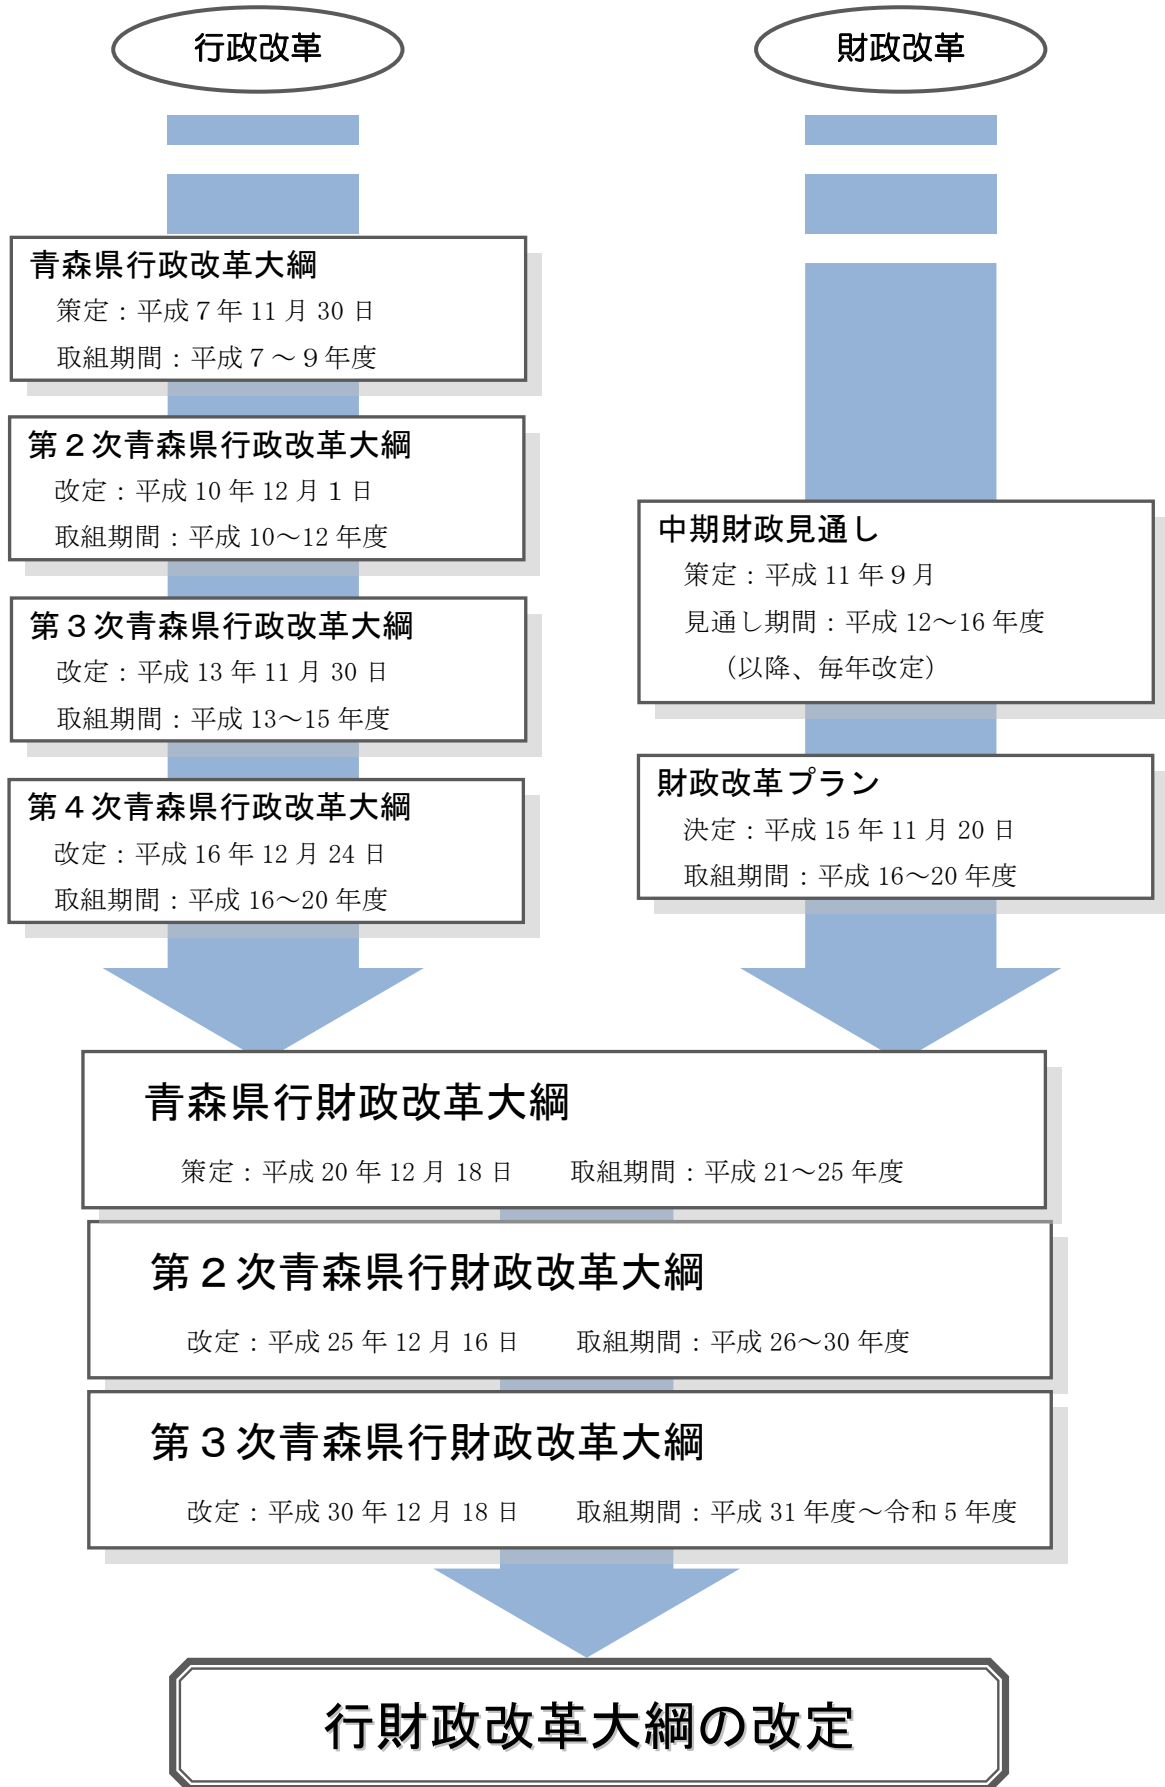 行政改革
財政改革
青森県行政改革大綱
策定：平成７年 11 月 30 日
取組期間：平成７～９年度
第２次青森県行政改革大綱
改定：平成 10 年 12 月１日
取組期間：平成 10～12 年度
第３次青森県行政改革大綱
改定：平成 13 年 11 月 30 日
取組期間：平成 13～15 年度
第４次青森県行政改革大綱
改定：平成 16 年 12 月 24 日
取組期間：平成 16～20 年度
中期財政見通し
策定：平成 11 年９月
見通し期間：平成 12～16 年度
（以降、毎年改定）
財政改革プラン
決定：平成 15 年 11 月 20 日
取組期間：平成 16～20 年度
青森県行財政改革大綱
策定：平成 20 年 12 月 18 日　　取組期間：平成 21～25 年度
第２次青森県行財政改革大綱
改定：平成 25 年 12 月 16 日　　取組期間：平成 26～30 年度
第３次青森県行財政改革大綱
改定：平成 30 年 12 月 18 日　　取組期間：平成 31 年度～令和５年度
行財政改革大綱の改定